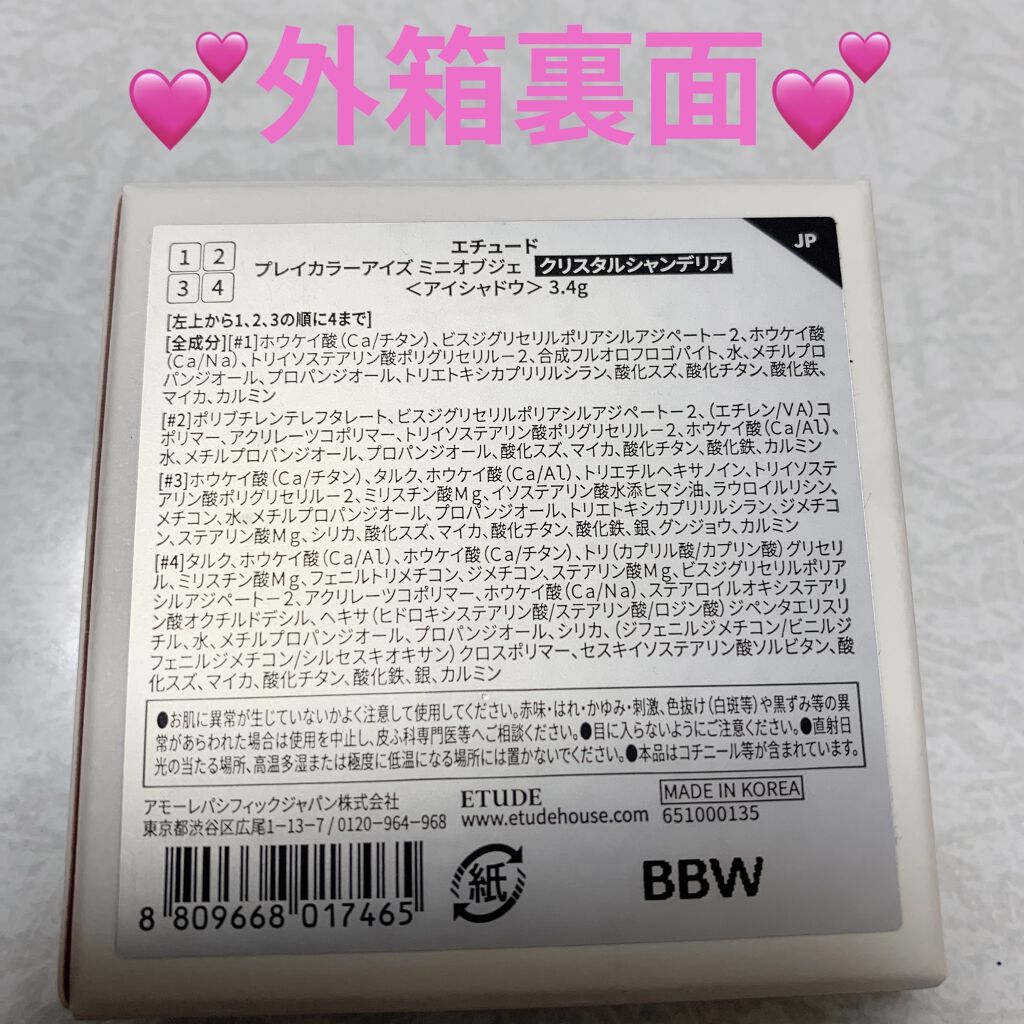 💕外箱裏面💕
JP
1 2
3 4
エチュード
プレイカラーアイズ ミニオブジェ クリスタルシャンデリア
<アイシャドウ> 3.4g
[左上から1、2、3の順に4まで]
[全成分][#1]ホウケイ酸(Ca/チタン)、ビスジグリセリルポリアシルアジペートー2、ホウケイ酸
(Ca/Na)、トリイソステアリン酸ポリグリセリルー2、合成フルオロフロゴパイト、水、メチルプロ
パンジオール、プロパンジオール、トリエトキシカプリリルシラン、酸化スズ、酸化チタン、酸化鉄、
マイカ、カルミン
[#2]ポリブチレンテレフタレート、ビスジグリセリルポリアシルアジペートー2、(エチレン/VA)コ
ポリマー、アクリレーツコポリマー、トリイソステアリン酸ポリグリセリルー2、ホウケイ酸(Ca/Al)、
水、メチルプロパンジオール、プロパンジオール、酸化スズ、マイカ、酸化チタン、酸化鉄、カルミン
[#3]ホウケイ酸(Ca/チタン)、タルク、ホウケイ酸(Ca/Al)、トリエチルヘキサノイン、トリイソステ
アリン酸ポリグリセリルー2、ミリスチン酸Mg、イソステアリン酸水添ヒマシ油、ラウロイルリシン、
メチコン、水、メチルプロパンジオール、プロパンジオール、トリエトキシカプリリルシラン、ジメチコ
ン、ステアリン酸Mg、シリカ、酸化スズ、マイカ、酸化チタン、酸化鉄、銀、グンジョウ、カルミン
[#4]タルク、ホウケイ酸(Ca/Al)、ホウケイ酸(Ca/チタン)、トリ(カプリル酸/カプリン酸)グリセリ
ル、ミリスチン酸Mg、フェニルトリメチコン、ジメチコン、ステアリン酸Mg、ビスジグリセリルポリア
シルアジペートー2、アクリレーツコポリマー、ホウケイ酸(Ca/Na)、ステアロイルオキシステアリ
ン酸オクチルドデシル、ヘキサ(ヒドロキシステアリン酸/ステアリン酸/ロジン酸)ジペンタエリスリ
チル、水、メチルプロパンジオール、プロパンジオール、シリカ、(ジフェニルジメチコン/ビニルジ
フェニルジメチコン/シルセスキオキサン)クロスポリマー、セスキイソステアリン酸ソルビタン、酸
化スズ、マイカ、酸化チタン、酸化鉄、銀、カルミン
●お肌に異常が生じていないかよく注意して使用してください。赤味・はれ・かゆみ・刺激、色抜け(白斑等)や黒ずみ等の異
常があらわれた場合は使用を中止し、皮ふ科専門医等へご相談ください。●目に入らないようにご注意ください。●直射日
光の当たる場所、高温多湿または極度に低温になる場所には置かないでください。●本品はコチニール等が含まれています。
アモーレパシフィックジャパン株式会社
東京都渋谷区広尾1-13-7 / 0120-964-968
ETUDE
www.etudehouse.com
MADE IN KOREA
651000135
8 809668 017465
紙
BBW